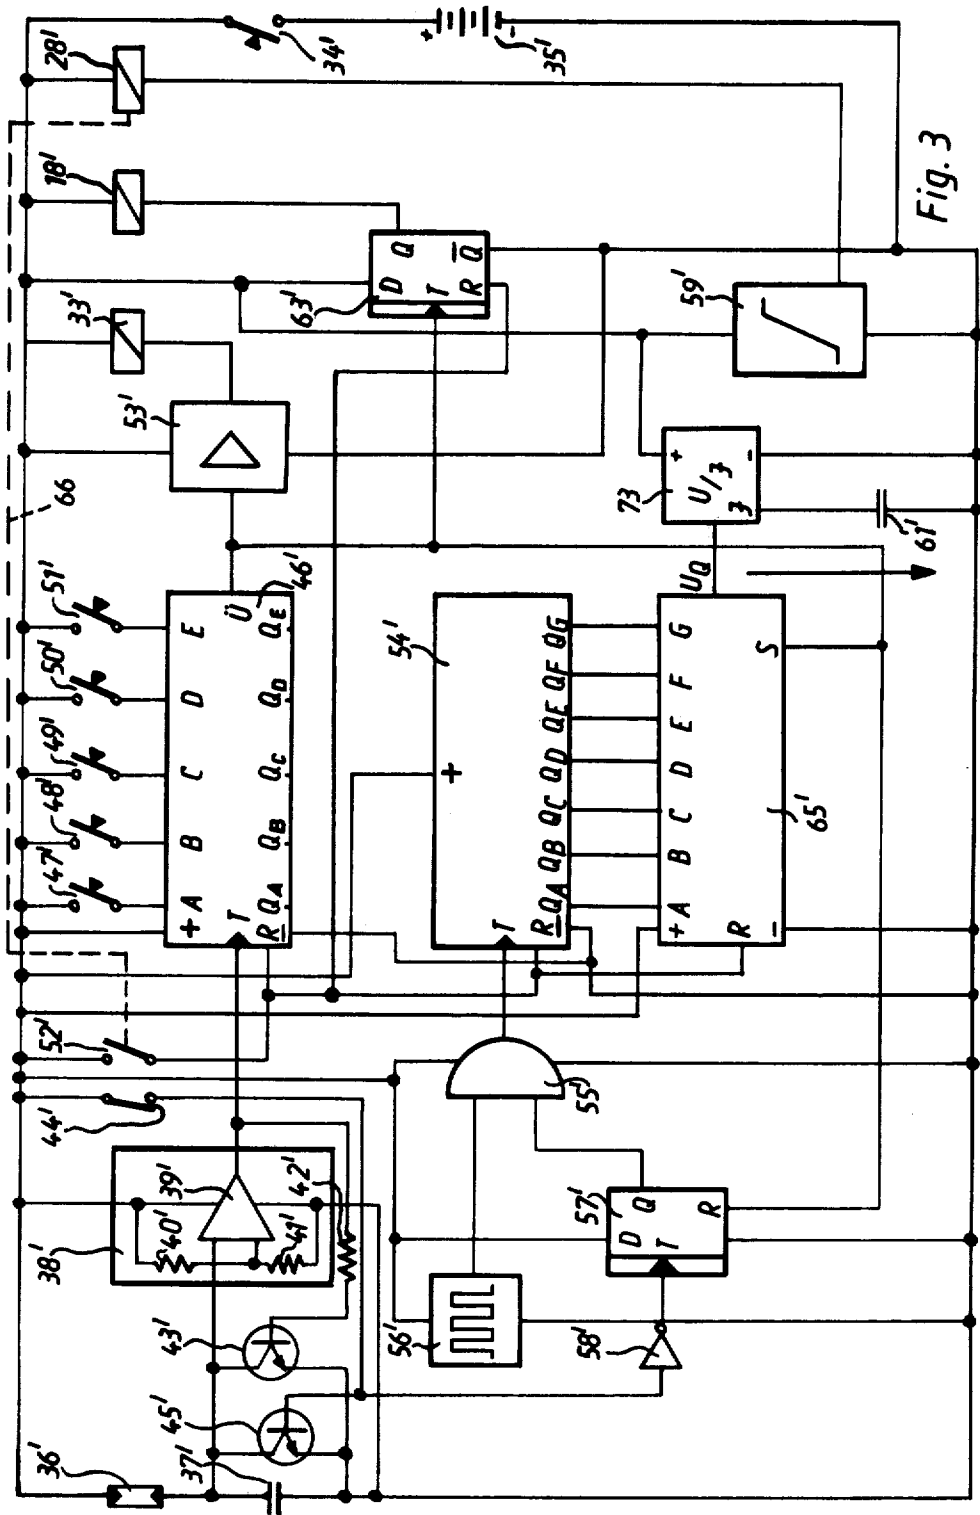 36'
37'
45'
43'
38'
39'
40'
41'
42'
44'
52'
47'
48'
49'
50'
51'
66
33'
18'
28'
34'
+ -
35'
+ A B C D E
T Ü
46'
R QA QB QC QD QE
53'
63'
D Q
T
R Q̅
+
54'
T
R QA QB QC QD QE QF QG
+ A B C D E F G
R S
-
65'
UQ
73
+
U/I
I -
61'
59'
56'
58'
57'
D Q
T
R
55'
Fig. 3